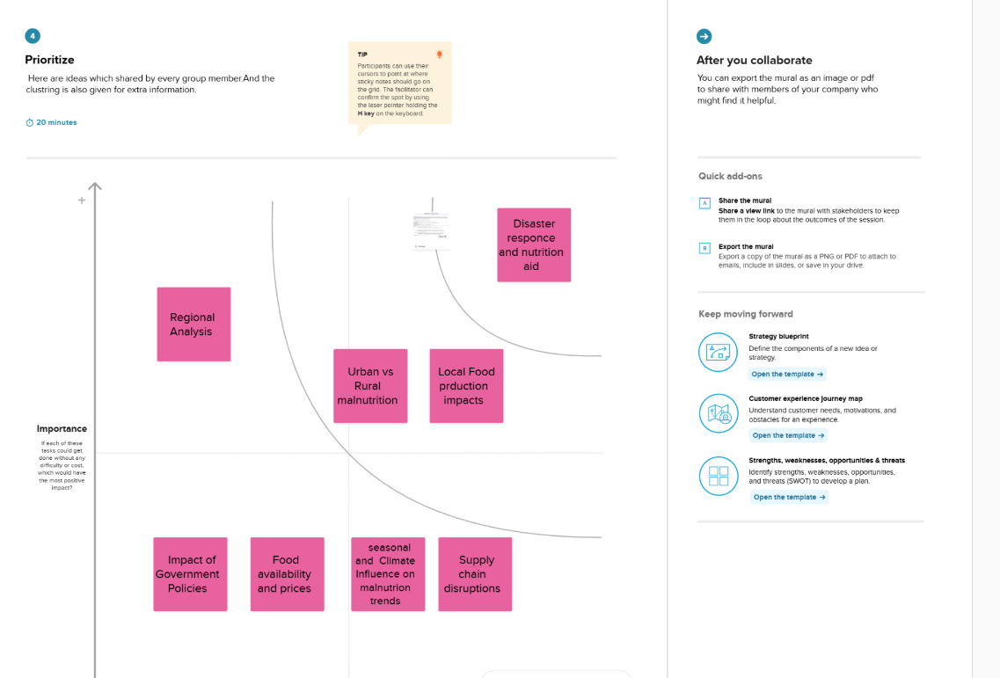 4
Prioritize
Here are ideas which shared by every group member.And the
clustring is also given for extra information.
20 minutes
TIP
Participants can use their
cursors to point at where
sticky notes should go on
the grid. The facilitator can
confirm the spot by using
the laser pointer holding the
H key on the keyboard.
+
Importance
If each of these
tasks could get
done without any
difficulty or cost,
which would have
the most positive
impact?
Disaster
responce
and nutrition
aid
Regional
Analysis
Urban vs
Rural
malnutrition
Local Food
prduction
impacts
Impact of
Government
Policies
Food
availability
and prices
seasonal
and Climate
Influence on
malnutrion
trends
Supply
chain
disruptions
After you collaborate
You can export the mural as an image or pdf
to share with members of your company who
might find it helpful.
Quick add-ons
A
Share the mural
Share a view link to the mural with stakeholders to keep
them in the loop about the outcomes of the session.
B
Export the mural
Export a copy of the mural as a PNG or PDF to attach to
emails, include in slides, or save in your drive.
Keep moving forward
Strategy blueprint
Define the components of a new idea or
strategy.
Open the template →
Customer experience journey map
Understand customer needs, motivations, and
obstacles for an experience.
Open the template →
Strengths, weaknesses, opportunities & threats
Identify strengths, weaknesses, opportunities,
and threats (SWOT) to develop a plan.
Open the template →